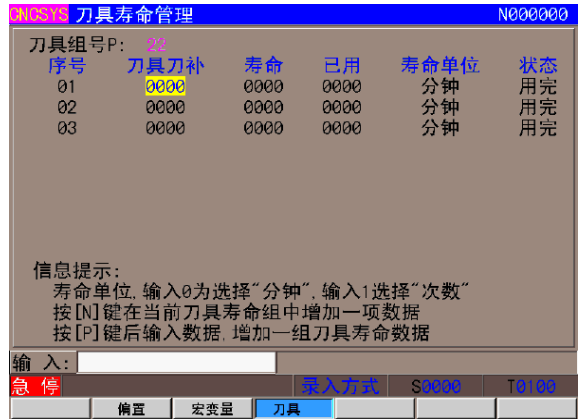 CNCSYS 刀具寿命管理 N000000
刀具组号P: 22
序号 刀具刀补 寿命 已用 寿命单位 状态
01 0000 0000 0000 分钟 用完
02 0000 0000 0000 分钟 用完
03 0000 0000 0000 分钟 用完
信息提示:
寿命单位,输入0为选择"分钟",输入1选择"次数"
按[N]键在当前刀具寿命组中增加一项数据
按[P]键后输入数据,增加一组刀具寿命数据
输 入:
急 停 录入方式 S0000 T0100
偏置 宏变量 刀具